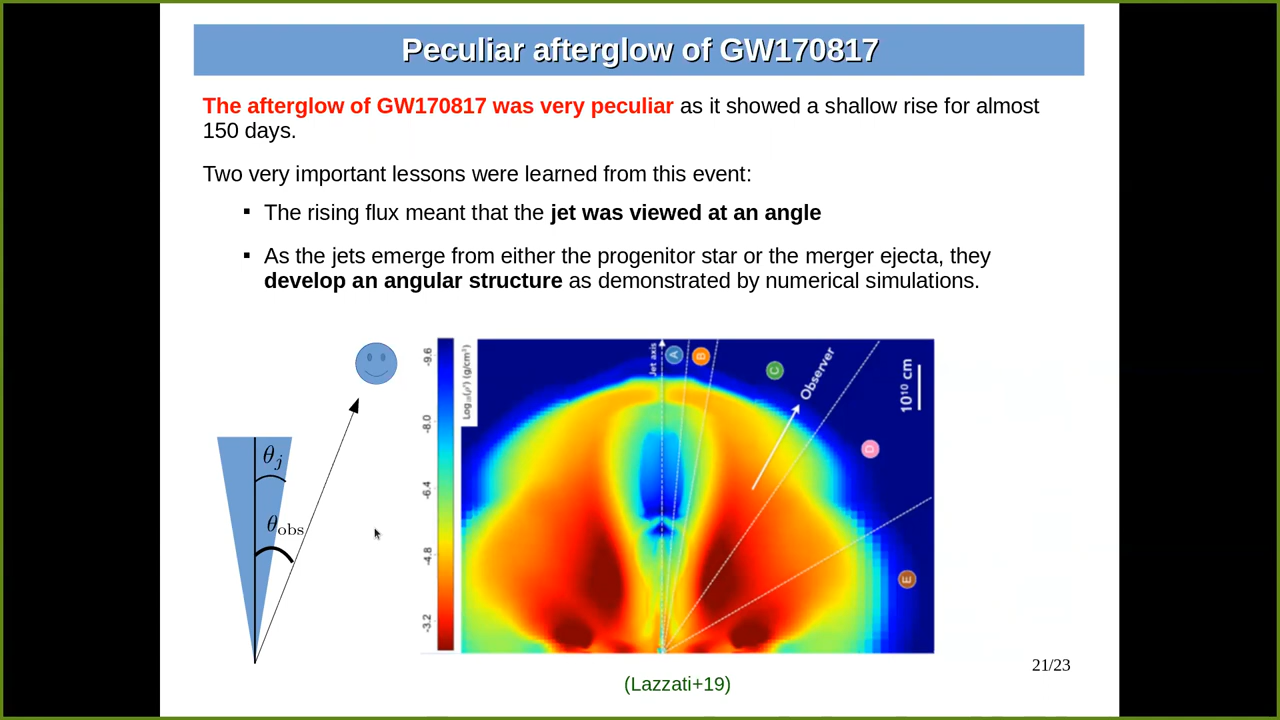 Peculiar afterglow of GW170817
The afterglow of GW170817 was very peculiar as it showed a shallow rise for almost
150 days.
Two very important lessons were learned from this event:
▪ The rising flux meant that the jet was viewed at an angle
▪ As the jets emerge from either the progenitor star or the merger ejecta, they
develop an angular structure as demonstrated by numerical simulations.
θj
θobs
-9.6
-8.0
-6.4
-4.8
-3.2
Log₁₀(ρ') (g/cm³)
Jet axis
A
B
C
Observer
D
E
10¹⁰ cm
21/23
(Lazzati+19)